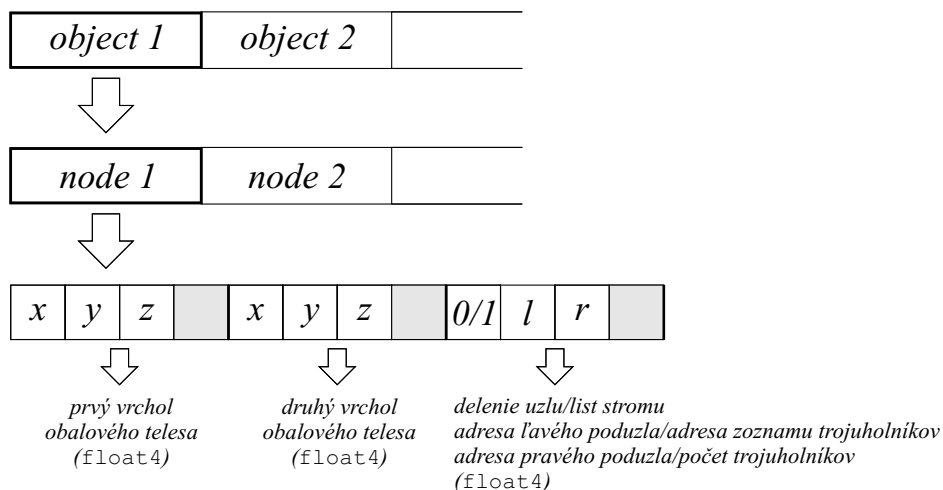 object 1 object 2
node 1 node 2
x y z x y z 0/1 l r
prvý vrchol
obalového telesa
(float4)
druhý vrchol
obalového telesa
(float4)
delenie uzlu/list stromu
adresa ľavého poduzla/adresa zoznamu trojuholníkov
adresa pravého poduzla/počet trojuholníkov
(float4)